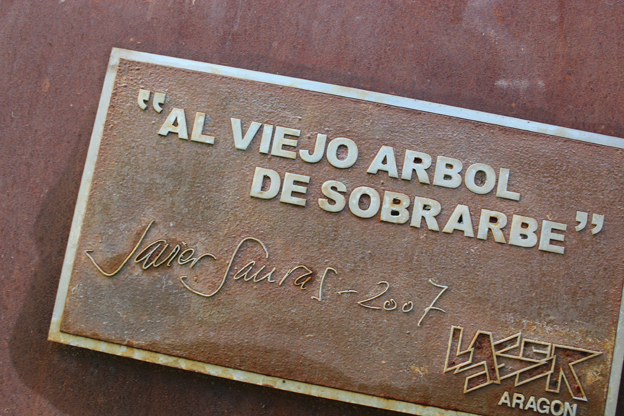 “AL VIEJO ARBOL
DE SOBRARBE”
Javier Sauras - 2007
LASER
ARAGON